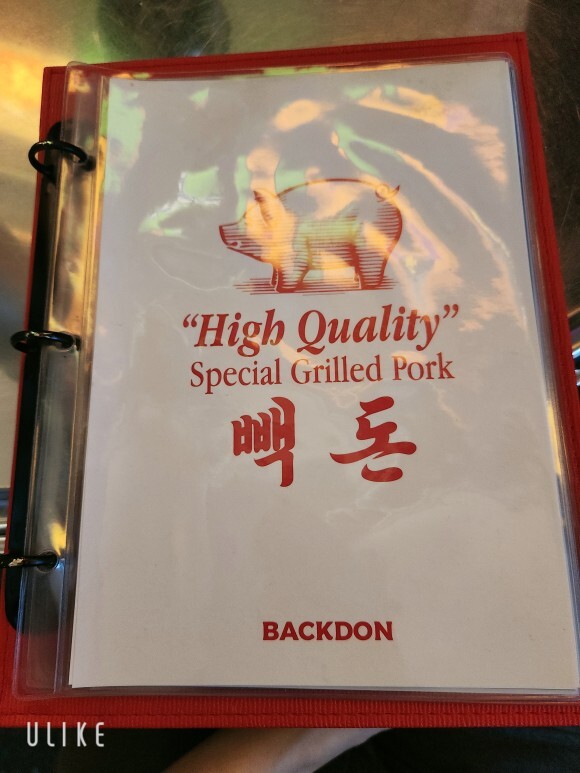 “High Quality”
Special Grilled Pork
빽 돈
BACKDON
ULIKE